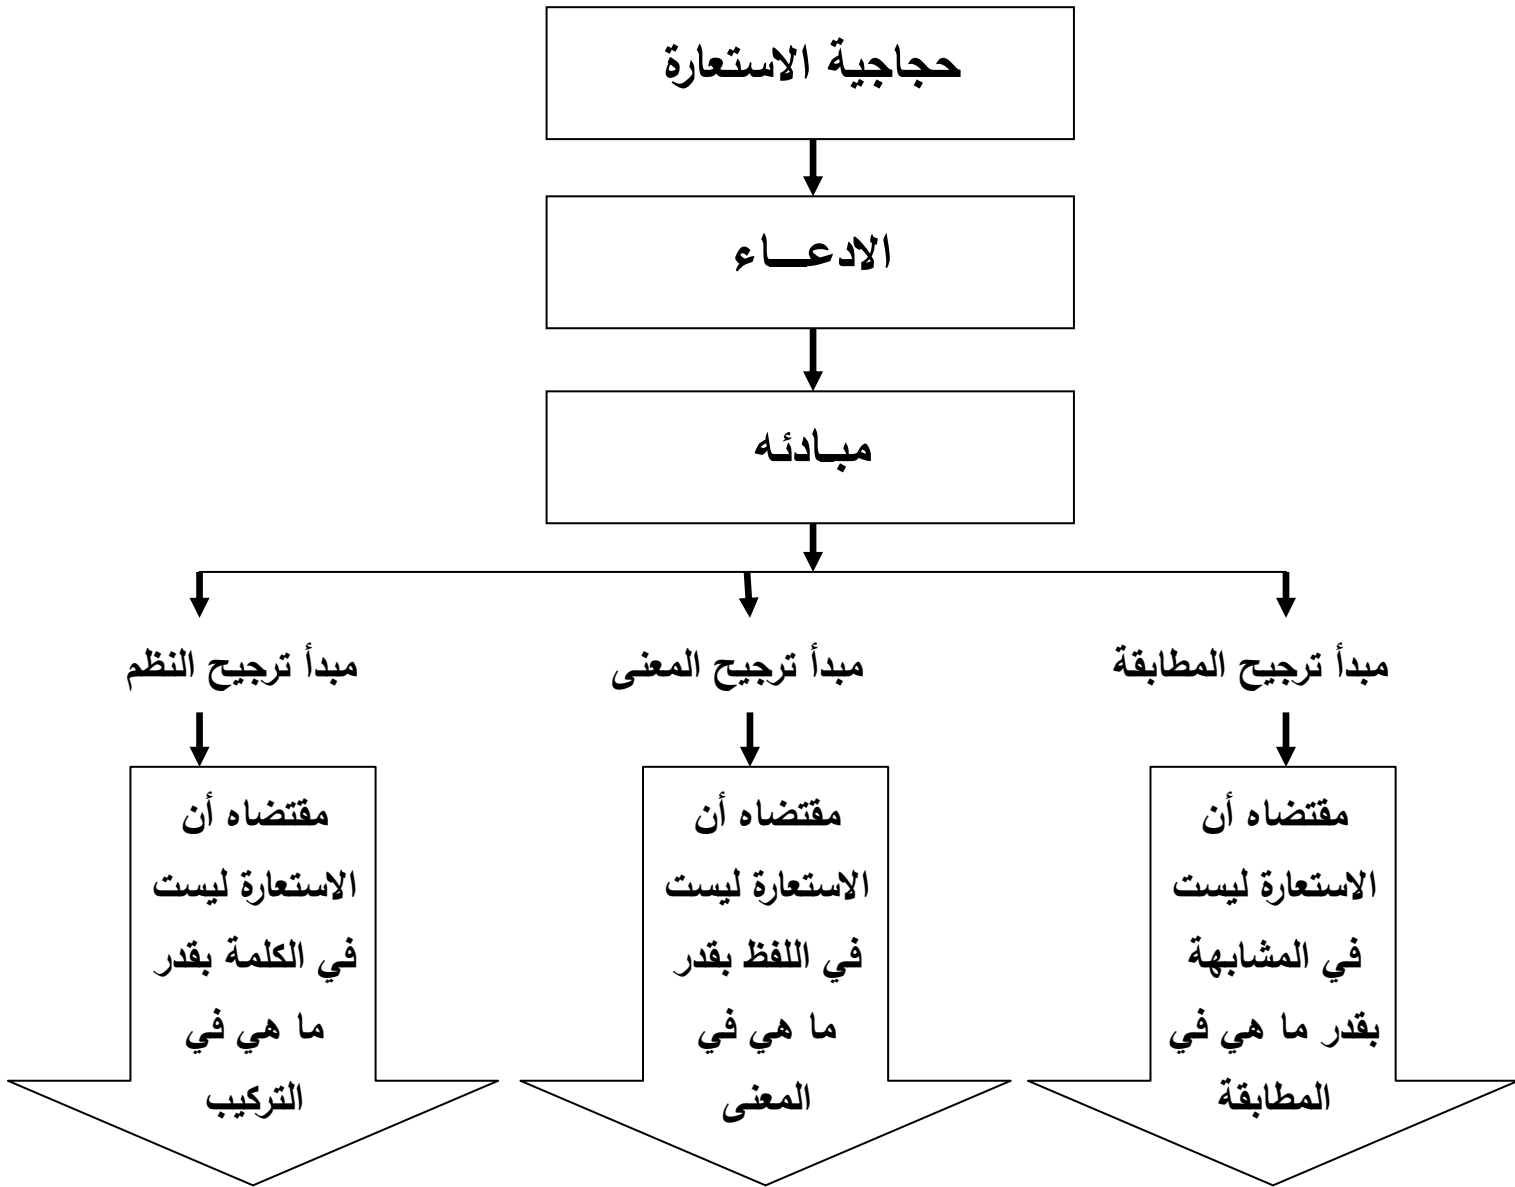 حجاجية الاستعارة
الادعـــاء
مبـادئه
مبدأ ترجيح المطابقة
مبدأ ترجيح المعنى
مبدأ ترجيح النظم
مقتضاه أن
الاستعارة ليست
في المشابهة
بقدر ما هي في
المطابقة
مقتضاه أن
الاستعارة ليست
في اللفظ بقدر
ما هي في
المعنى
مقتضاه أن
الاستعارة ليست
في الكلمة بقدر
ما هي في
التركيب